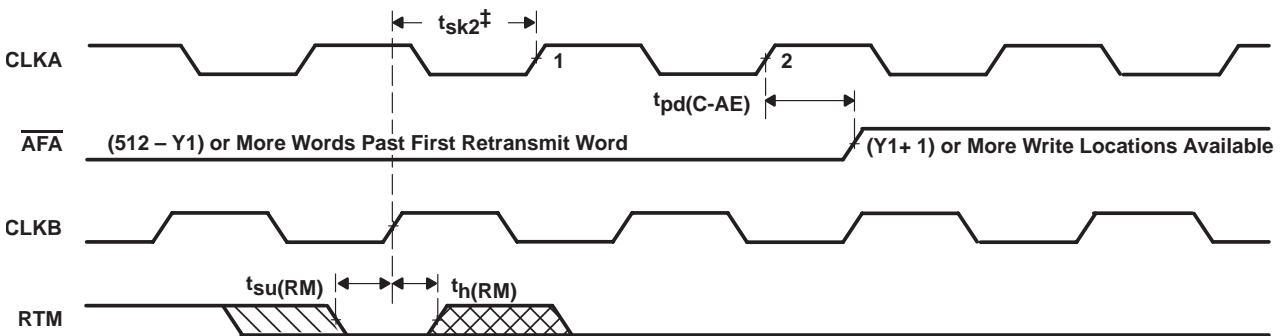 tsk2‡
CLKA
1
2
tpd(C-AE)
AFA
(512 – Y1) or More Words Past First Retransmit Word
(Y1+ 1) or More Write Locations Available
CLKB
tsu(RM)
th(RM)
RTM